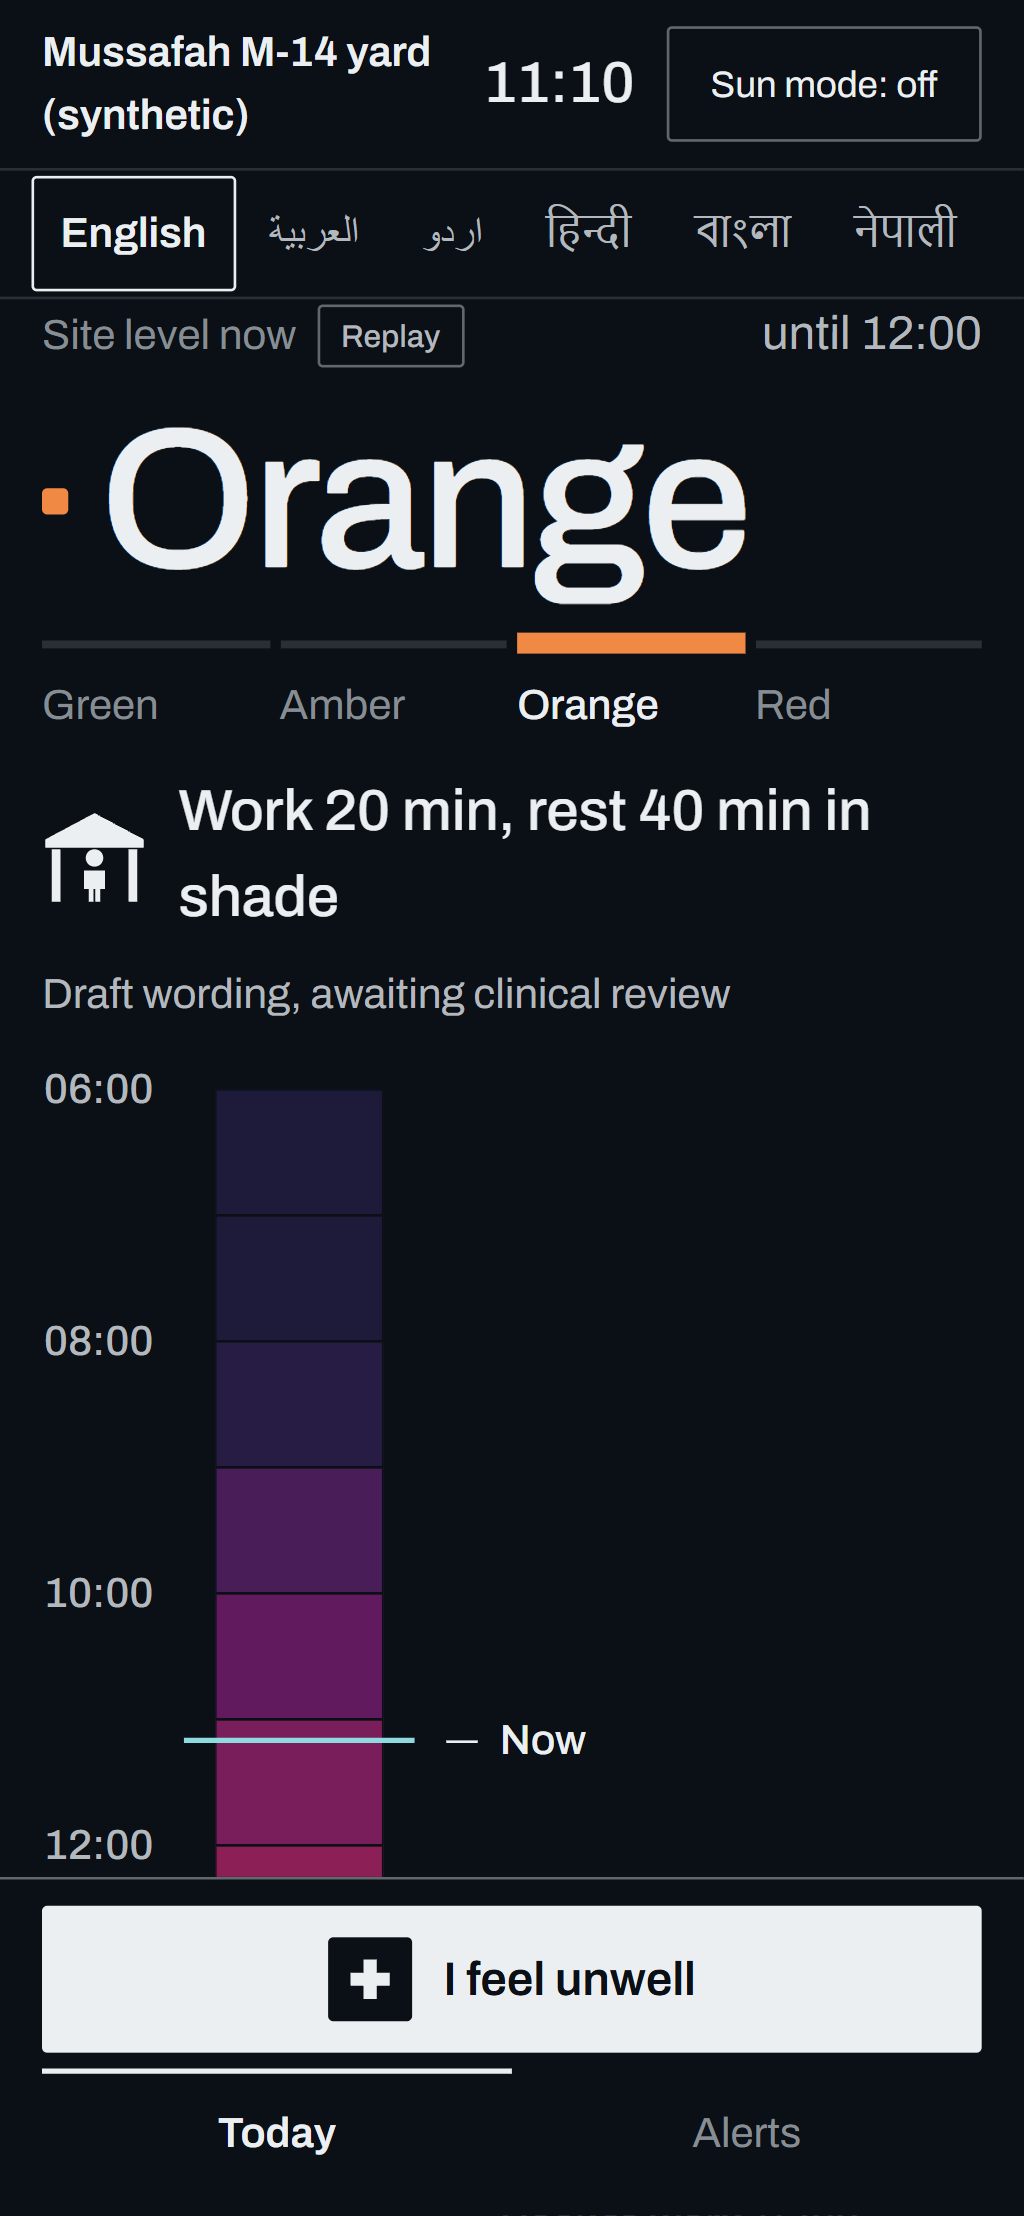 Mussafah M-14 yard
(synthetic)
11:10
Sun mode: off
English
العربية
اردو
हिन्दी
বাংলা
नेपाली
Site level now
Replay
until 12:00
Orange
Green
Amber
Orange
Red
Work 20 min, rest 40 min in
shade
Draft wording, awaiting clinical review
06:00
08:00
10:00
— Now
12:00
I feel unwell
Today
Alerts